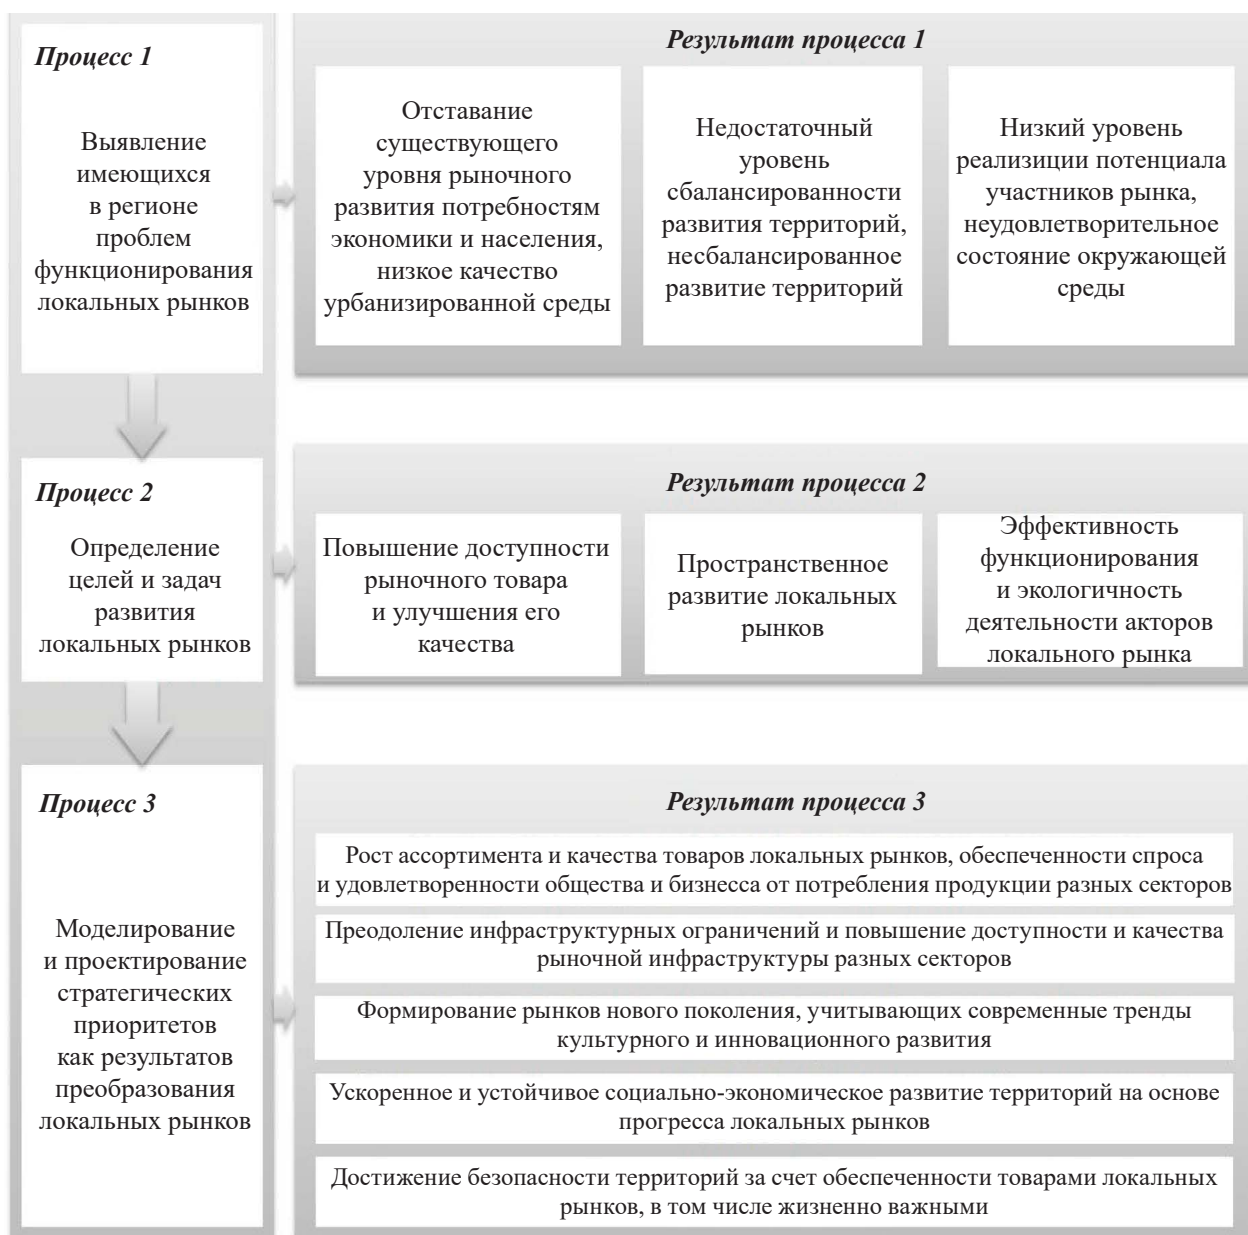 Процесс 1
Выявление
имеющихся
в регионе
проблем
функционирования
локальных рынков
Результат процесса 1
Отставание
существующего
уровня рыночного
развития потребностям
экономики и населения,
низкое качество
урбанизированной среды
Недостаточный
уровень
сбалансированности
развития территорий,
несбалансированное
развитие территорий
Низкий уровень
реализиции потенциала
участников рынка,
неудовлетворительное
состояние окружающей
среды
Процесс 2
Определение
целей и задач
развития
локальных рынков
Результат процесса 2
Повышение доступности
рыночного товара
и улучшения его
качества
Пространственное
развитие локальных
рынков
Эффективность
функционирования
и экологичность
деятельности акторов
локального рынка
Процесс 3
Моделирование
и проектирование
стратегических
приоритетов
как результатов
преобразования
локальных рынков
Результат процесса 3
Рост ассортимента и качества товаров локальных рынков, обеспеченности спроса
и удовлетворенности общества и бизнесса от потребления продукции разных секторов
Преодоление инфраструктурных ограничений и повышение доступности и качества
рыночной инфраструктуры разных секторов
Формирование рынков нового поколения, учитывающих современные тренды
культурного и инновационного развития
Ускоренное и устойчивое социально-экономическое развитие территорий на основе
прогресса локальных рынков
Достижение безопасности территорий за счет обеспеченности товарами локальных
рынков, в том числе жизненно важными